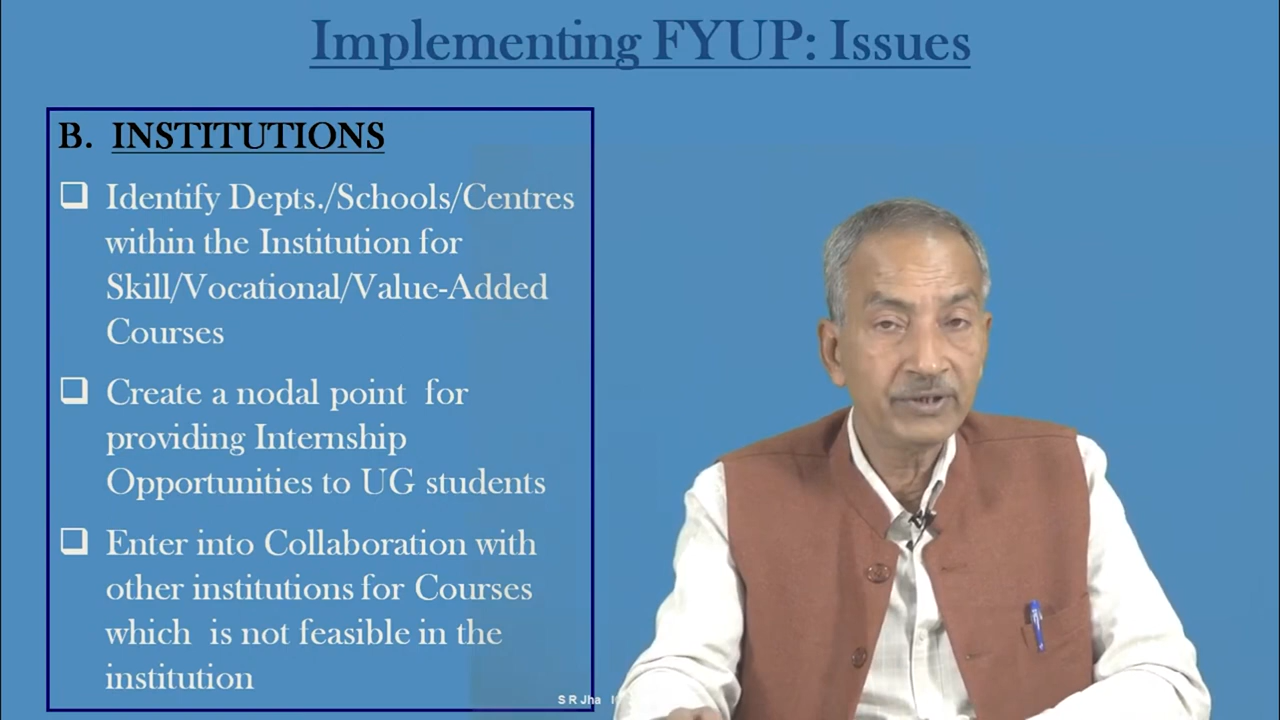 Implementing FYUP: Issues
B. INSTITUTIONS
Identify Depts./Schools/Centres
within the Institution for
Skill/Vocational/Value-Added
Courses
Create a nodal point for
providing Internship
Opportunities to UG students
Enter into Collaboration with
other institutions for Courses
which is not feasible in the
institution
S R Jha